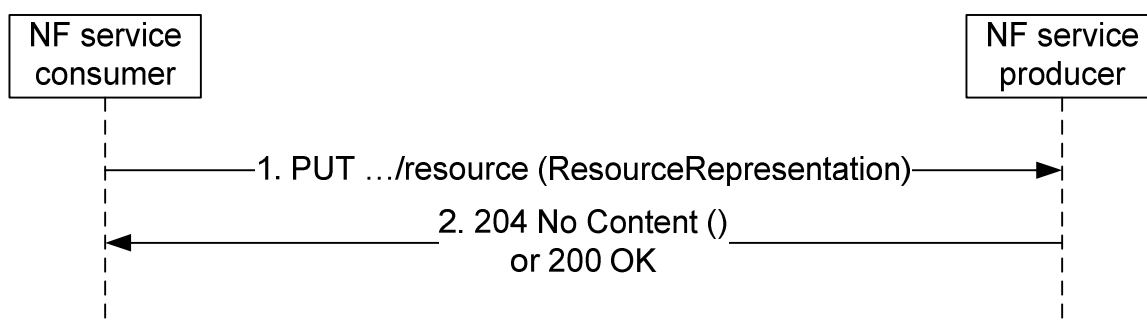 NF service
consumer
NF service
producer
1. PUT …/resource (ResourceRepresentation)
2. 204 No Content ()
or 200 OK